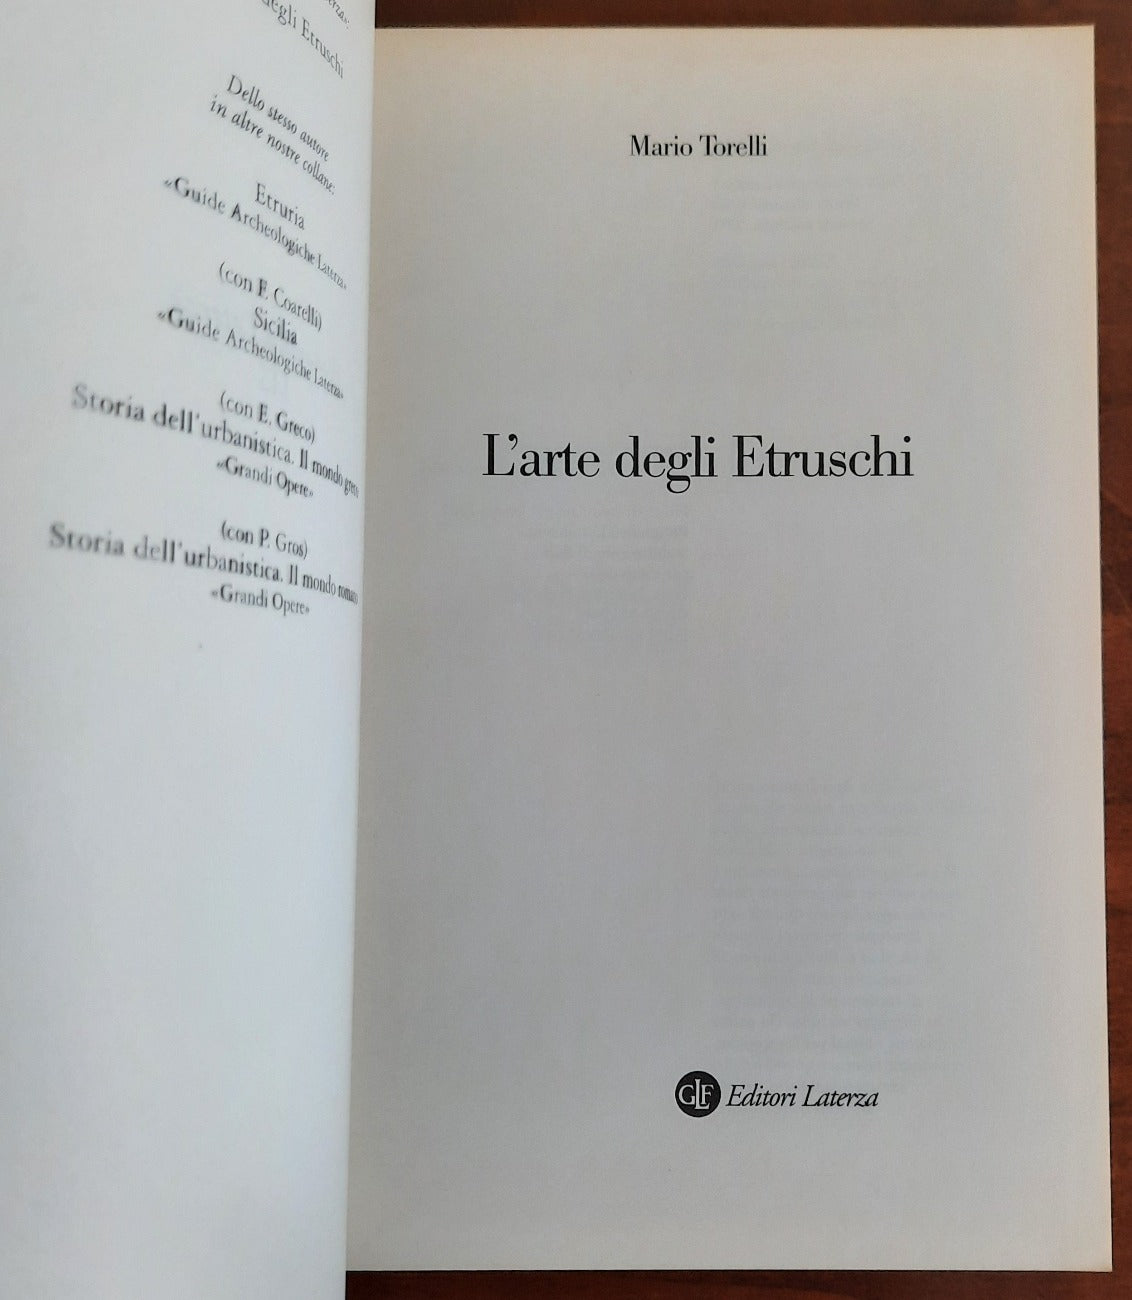 degli Etruschi
Dello stesso autore
in altre nostre collane:
Etruria
«Guide Archeologiche Laterza»
(con F. Coarelli)
Sicilia
«Guide Archeologiche Laterza»
(con E. Greco)
Storia dell'urbanistica. Il mondo greco
«Grandi Opere»
(con P. Gros)
Storia dell'urbanistica. Il mondo romano
«Grandi Opere»
Mario Torelli
L'arte degli Etruschi
GLF Editori Laterza